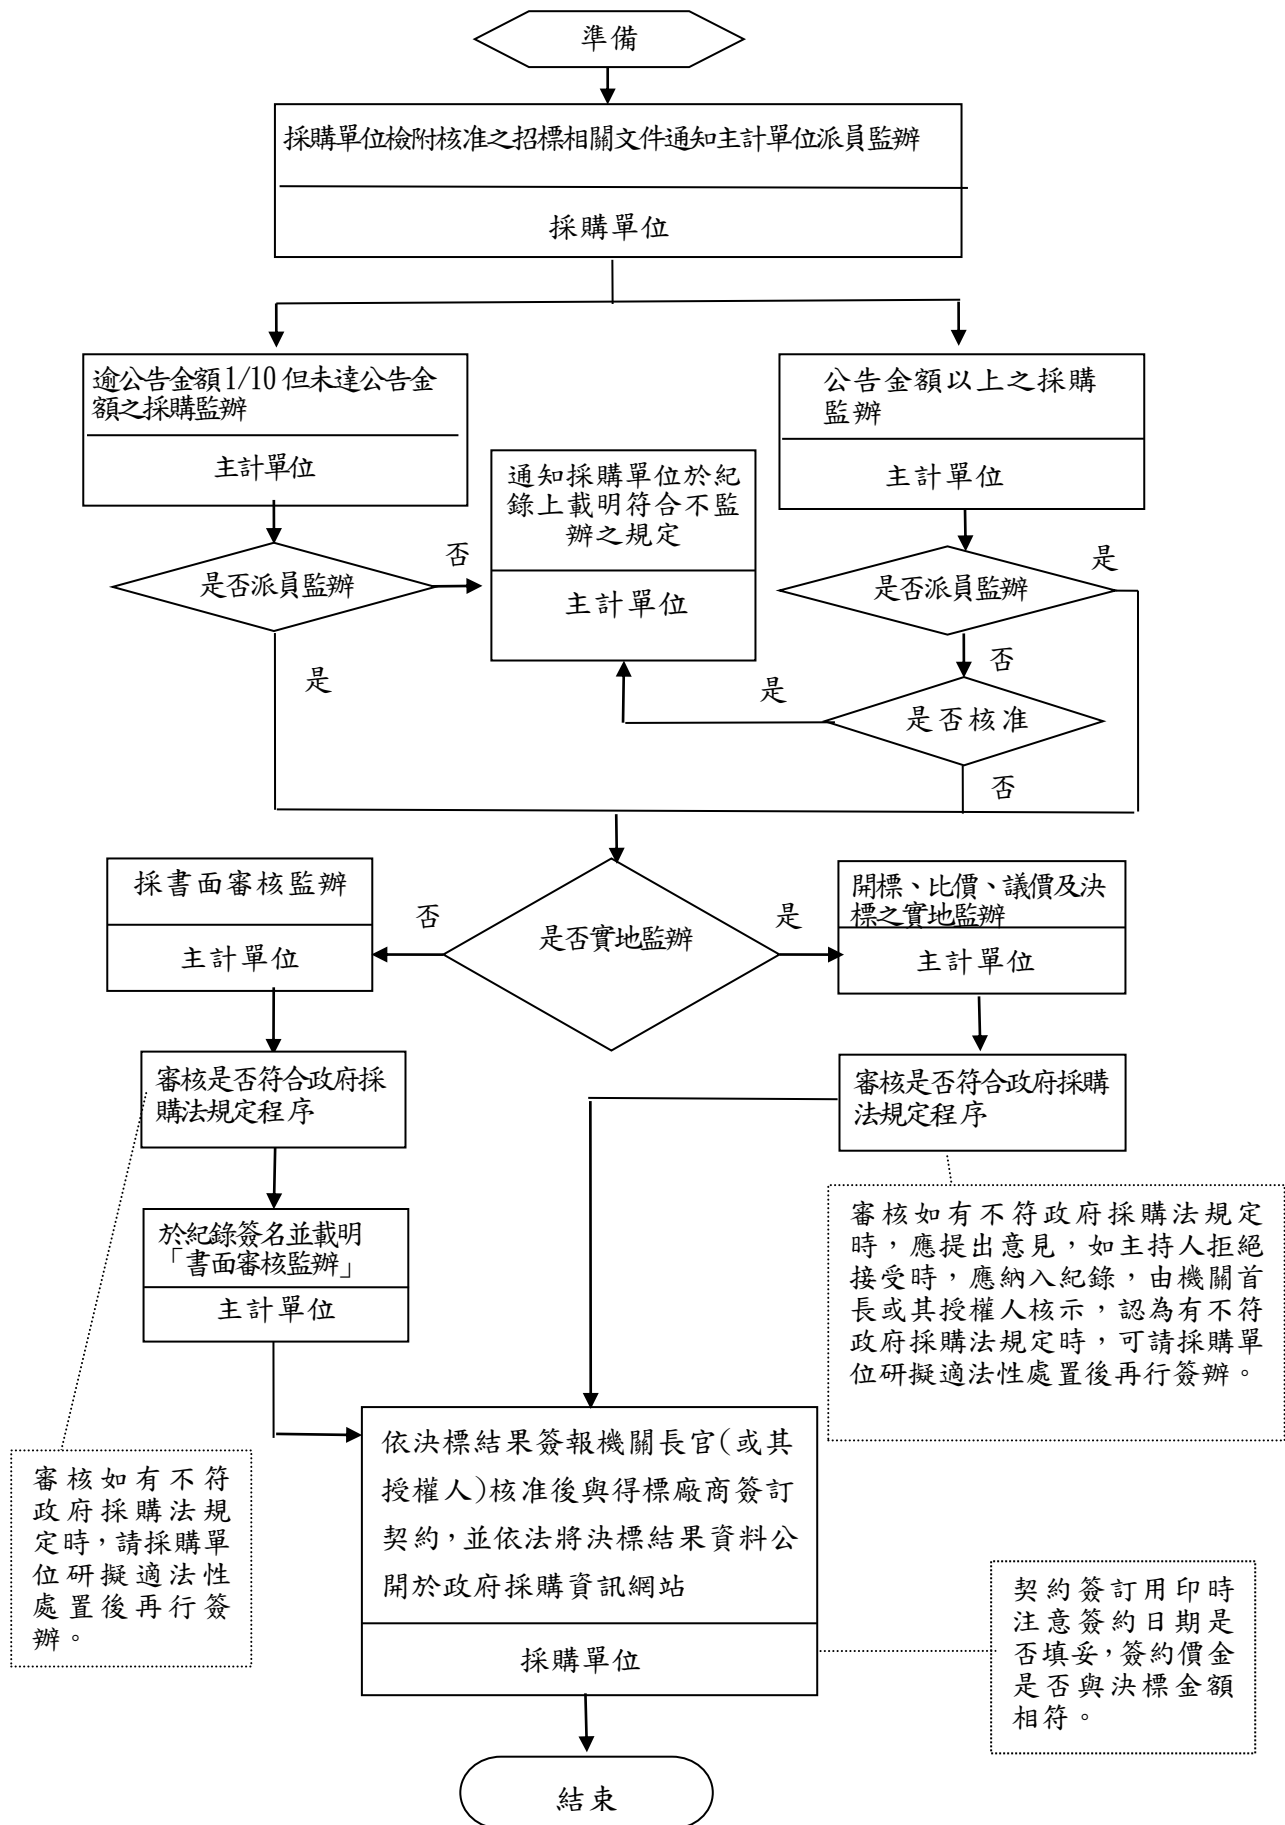 準備
採購單位檢附核准之招標相關文件通知主計單位派員監辦
採購單位
逾公告金額1/10但未達公告金
額之採購監辦
主計單位
公告金額以上之採購
監辦
主計單位
通知採購單位於紀
錄上載明符合不監
辦之規定
主計單位
是否派員監辦
否
是
是否派員監辦
是
否
是否核准
是
否
採書面審核監辦
主計單位
否
是否實地監辦
是
開標、比價、議價及決
標之實地監辦
主計單位
審核是否符合政府採
購法規定程序
審核是否符合政府採購
法規定程序
於紀錄簽名並載明
「書面審核監辦」
主計單位
審核如有不符政府採購法規定
時，應提出意見，如主持人拒絕
接受時，應納入紀錄，由機關首
長或其授權人核示，認為有不符
政府採購法規定時，可請採購單
位研擬適法性處置後再行簽辦。
審核如有不符
政府採購法規
定時，請採購單
位研擬適法性
處置後再行簽
辦。
依決標結果簽報機關長官(或其
授權人)核准後與得標廠商簽訂
契約，並依法將決標結果資料公
開於政府採購資訊網站
採購單位
契約簽訂用印時
注意簽約日期是
否填妥，簽約價金
是否與決標金額
相符。
結束